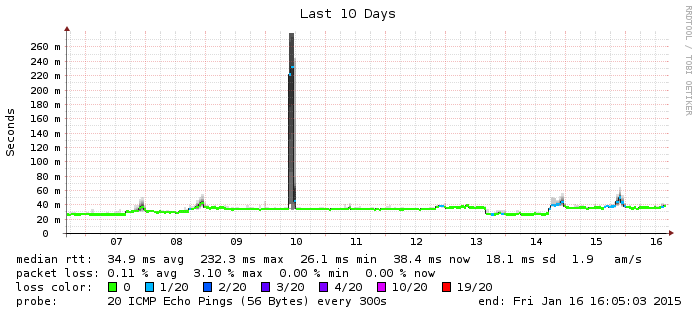 Last 10 Days
RRDTOOL / TOBI OETIKER
Seconds
260 m
240 m
220 m
200 m
180 m
160 m
140 m
120 m
100 m
80 m
60 m
40 m
20 m
0
07 08 09 10 11 12 13 14 15 16
median rtt: 34.9 ms avg 232.3 ms max 26.1 ms min 38.4 ms now 18.1 ms sd 1.9 am/s
packet loss: 0.11 % avg 3.10 % max 0.00 % min 0.00 % now
loss color: 0 1/20 2/20 3/20 4/20 10/20 19/20
probe: 20 ICMP Echo Pings (56 Bytes) every 300s end: Fri Jan 16 16:05:03 2015